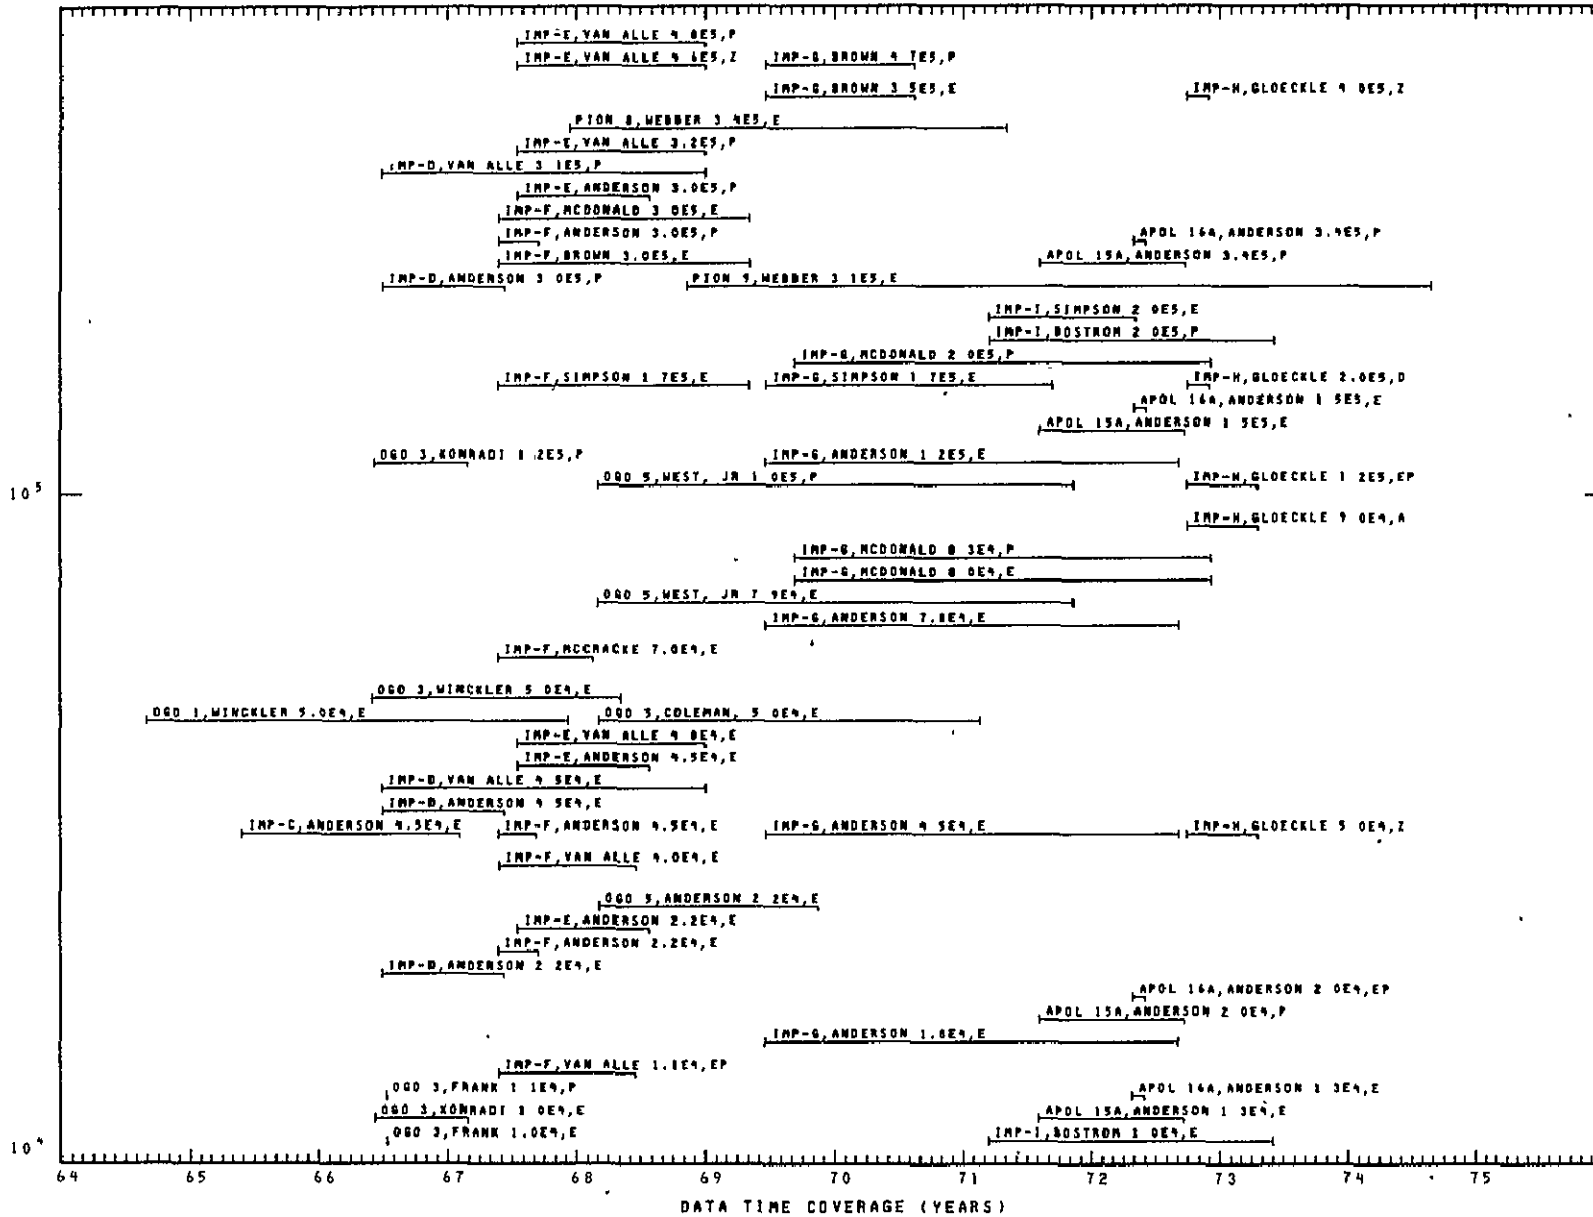 IMP-E,VAN ALLE 4 8E5,P
IMP-E,VAN ALLE 4 6E5,Z
IMP-G,BROWN 4 7E5,P
IMP-G,BROWN 3 5E5,E
IMP-H,GLOECKLE 4 0E5,Z
PION 8,WEBBER 3.4E5,E
IMP-E,VAN ALLE 3.2E5,P
IMP-D,VAN ALLE 3 1E5,P
IMP-E,ANDERSON 3.0E5,P
IMP-F,MCDONALD 3 0E5,E
IMP-F,ANDERSON 3.0E5,P
APOL 16A,ANDERSON 3.4E5,P
IMP-F,BROWN 3.0E5,E
APOL 15A,ANDERSON 3.4E5,P
IMP-D,ANDERSON 3 0E5,P
PION 9,WEBBER 3 1E5,E
IMP-I,SIMPSON 2 0E5,E
IMP-I,BOSTROM 2 0E5,P
IMP-G,MCDONALD 2 0E5,P
IMP-F,SIMPSON 1 7E5,E
IMP-G,SIMPSON 1 7E5,E
IMP-H,GLOECKLE 2.0E5,D
APOL 16A,ANDERSON 1 5E5,E
APOL 15A,ANDERSON 1 5E5,E
OGO 3,KONRADI 1 2E5,P
IMP-G,ANDERSON 1 2E5,E
OGO 5,WEST, JR 1 0E5,P
IMP-H,GLOECKLE 1 2E5,EP
10⁵
IMP-H,GLOECKLE 9 0E4,A
IMP-G,MCDONALD 8 3E4,P
IMP-G,MCDONALD 8 0E4,E
OGO 5,WEST, JR 7 9E4,E
IMP-G,ANDERSON 7.8E4,E
IMP-F,MCCRACKE 7.0E4,E
OGO 3,WINCKLER 5 0E4,E
OGO 1,WINCKLER 5.0E4,E
OGO 5,COLEMAN, 5 0E4,E
IMP-E,VAN ALLE 4 8E4,E
IMP-E,ANDERSON 4.5E4,E
IMP-D,VAN ALLE 4 5E4,E
IMP-D,ANDERSON 4 5E4,E
IMP-C,ANDERSON 4.5E4,E
IMP-F,ANDERSON 4.5E4,E
IMP-G,ANDERSON 4 5E4,E
IMP-H,GLOECKLE 5 0E4,Z
IMP-F,VAN ALLE 4.0E4,E
OGO 5,ANDERSON 2 2E4,E
IMP-E,ANDERSON 2.2E4,E
IMP-F,ANDERSON 2.2E4,E
IMP-D,ANDERSON 2 2E4,E
APOL 16A,ANDERSON 2 0E4,EP
APOL 15A,ANDERSON 2 0E4,P
IMP-G,ANDERSON 1.8E4,E
IMP-F,VAN ALLE 1.1E4,EP
OGO 3,FRANK 1 1E4,P
APOL 16A,ANDERSON 1 3E4,E
OGO 3,KONRADI 1 0E4,E
APOL 15A,ANDERSON 1 3E4,E
OGO 3,FRANK 1.0E4,E
IMP-I,BOSTROM 1 0E4,E
10⁴
64 65 66 67 68 69 70 71 72 73 74 75
DATA TIME COVERAGE (YEARS)